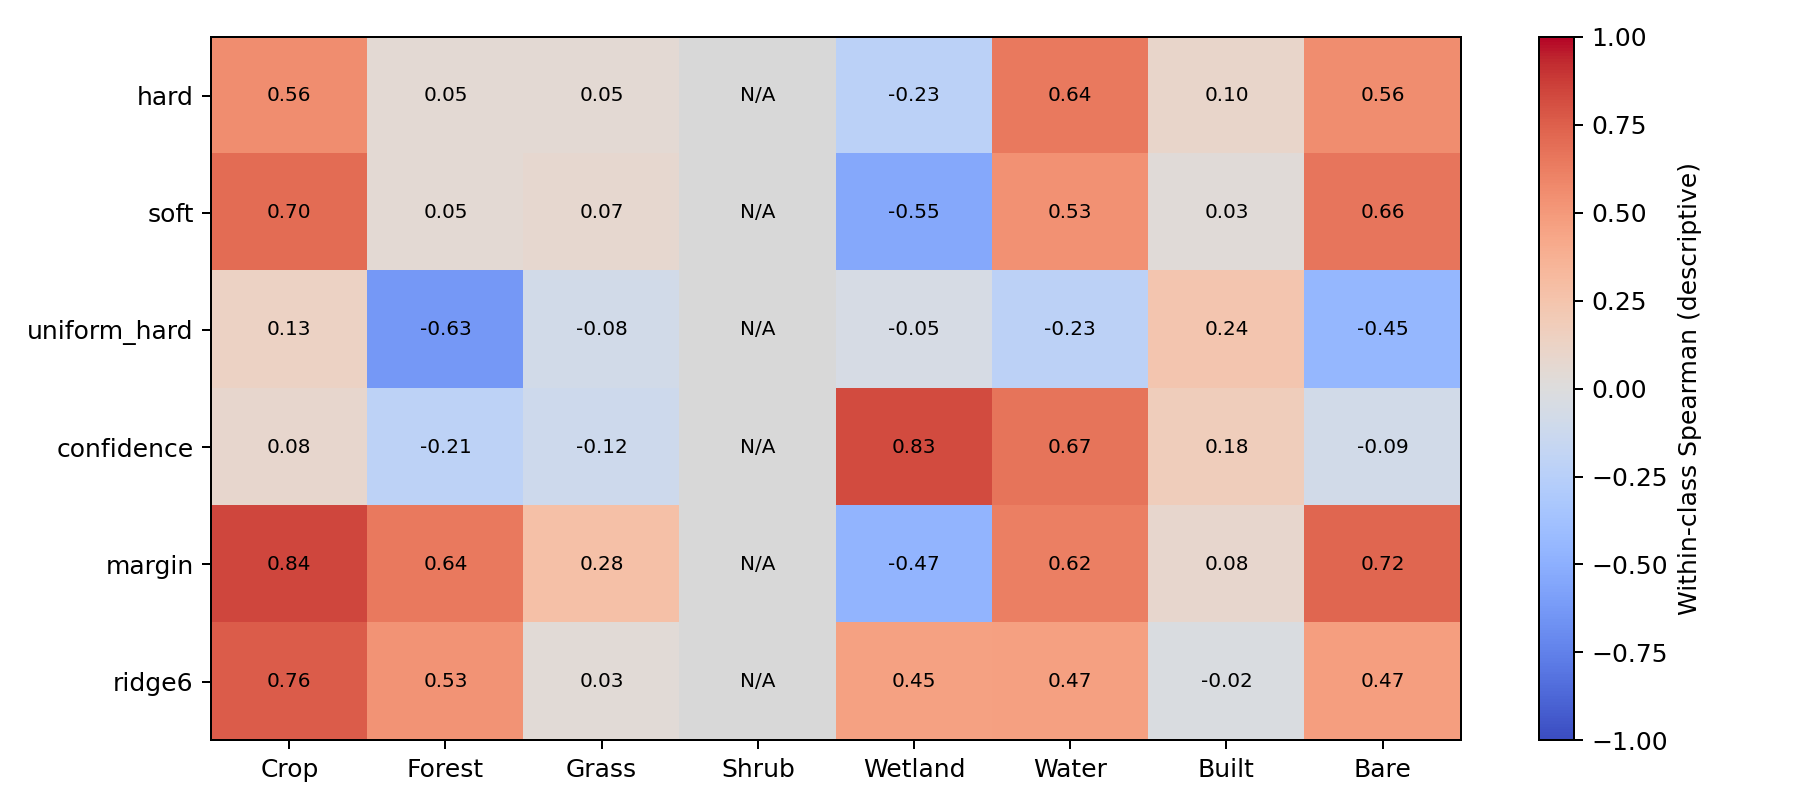 hard 0.56 0.05 0.05 N/A -0.23 0.64 0.10 0.56
soft 0.70 0.05 0.07 N/A -0.55 0.53 0.03 0.66
uniform_hard 0.13 -0.63 -0.08 N/A -0.05 -0.23 0.24 -0.45
confidence 0.08 -0.21 -0.12 N/A 0.83 0.67 0.18 -0.09
margin 0.84 0.64 0.28 N/A -0.47 0.62 0.08 0.72
ridge6 0.76 0.53 0.03 N/A 0.45 0.47 -0.02 0.47
Crop Forest Grass Shrub Wetland Water Built Bare
1.00
0.75
0.50
0.25
0.00
−0.25
−0.50
−0.75
−1.00
Within-class Spearman (descriptive)